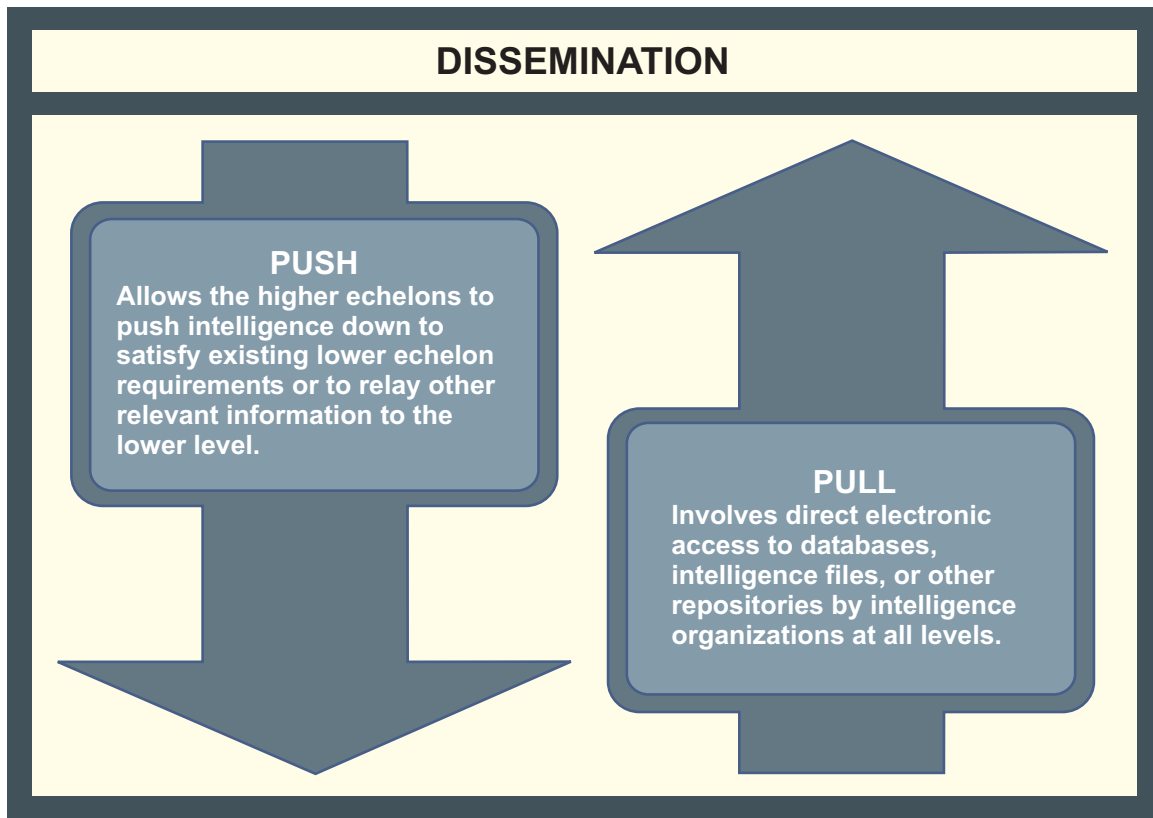 DISSEMINATION
PUSH
Allows the higher echelons to
push intelligence down to
satisfy existing lower echelon
requirements or to relay other
relevant information to the
lower level.
PULL
Involves direct electronic
access to databases,
intelligence files, or other
repositories by intelligence
organizations at all levels.